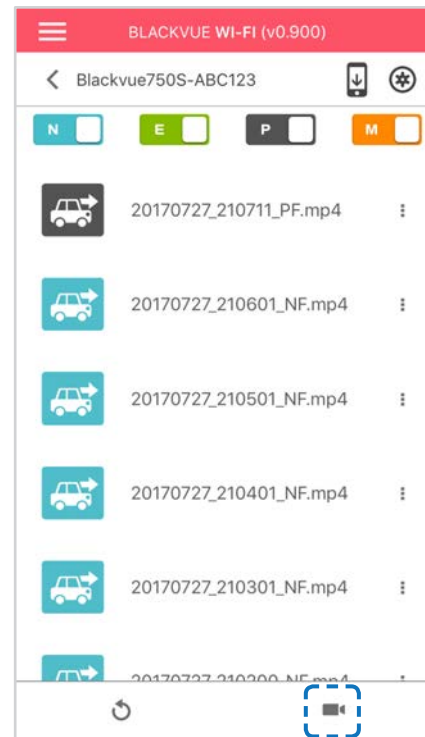 BLACKVUE WI-FI (v0.900)
Blackvue750S-ABC123
N E P M
20170727_210711_PF.mp4
20170727_210601_NF.mp4
20170727_210501_NF.mp4
20170727_210401_NF.mp4
20170727_210301_NF.mp4